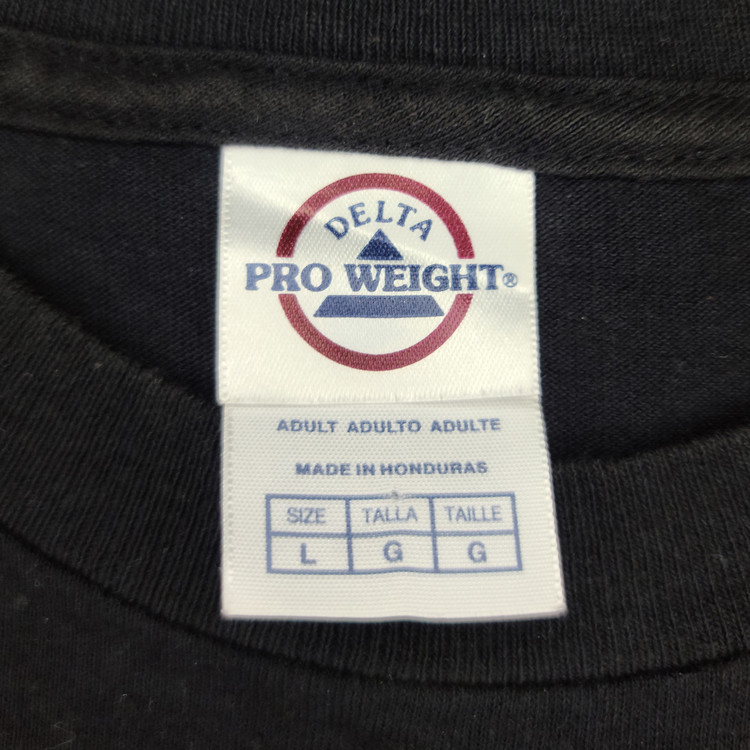 DELTA
PRO WEIGHT®
ADULT ADULTO ADULTE
MADE IN HONDURAS
SIZE TALLA TAILLE
L G G